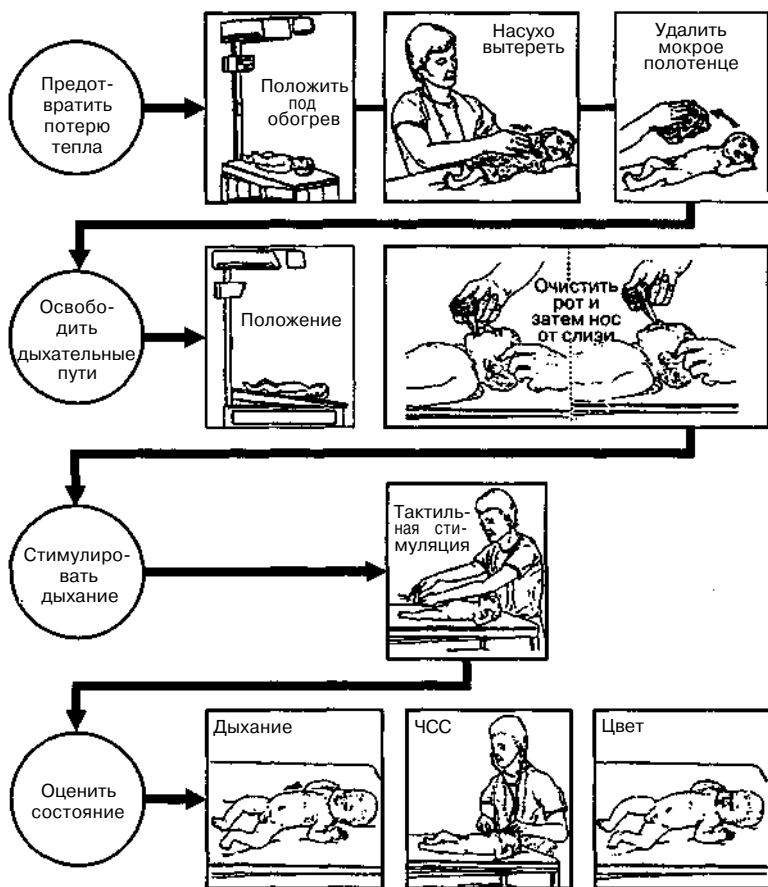 Предот-
вратить
потерю
тепла
Положить
под
обогрев
Насухо
вытереть
Удалить
мокрое
полотенце
Освобо-
дить
дыхательные
пути
Положение
Очистить
рот и
затем нос
от слизи
Стимулиро-
вать
дыхание
Тактиль-
ная сти-
муляция
Оценить
состояние
Дыхание
ЧСС
Цвет